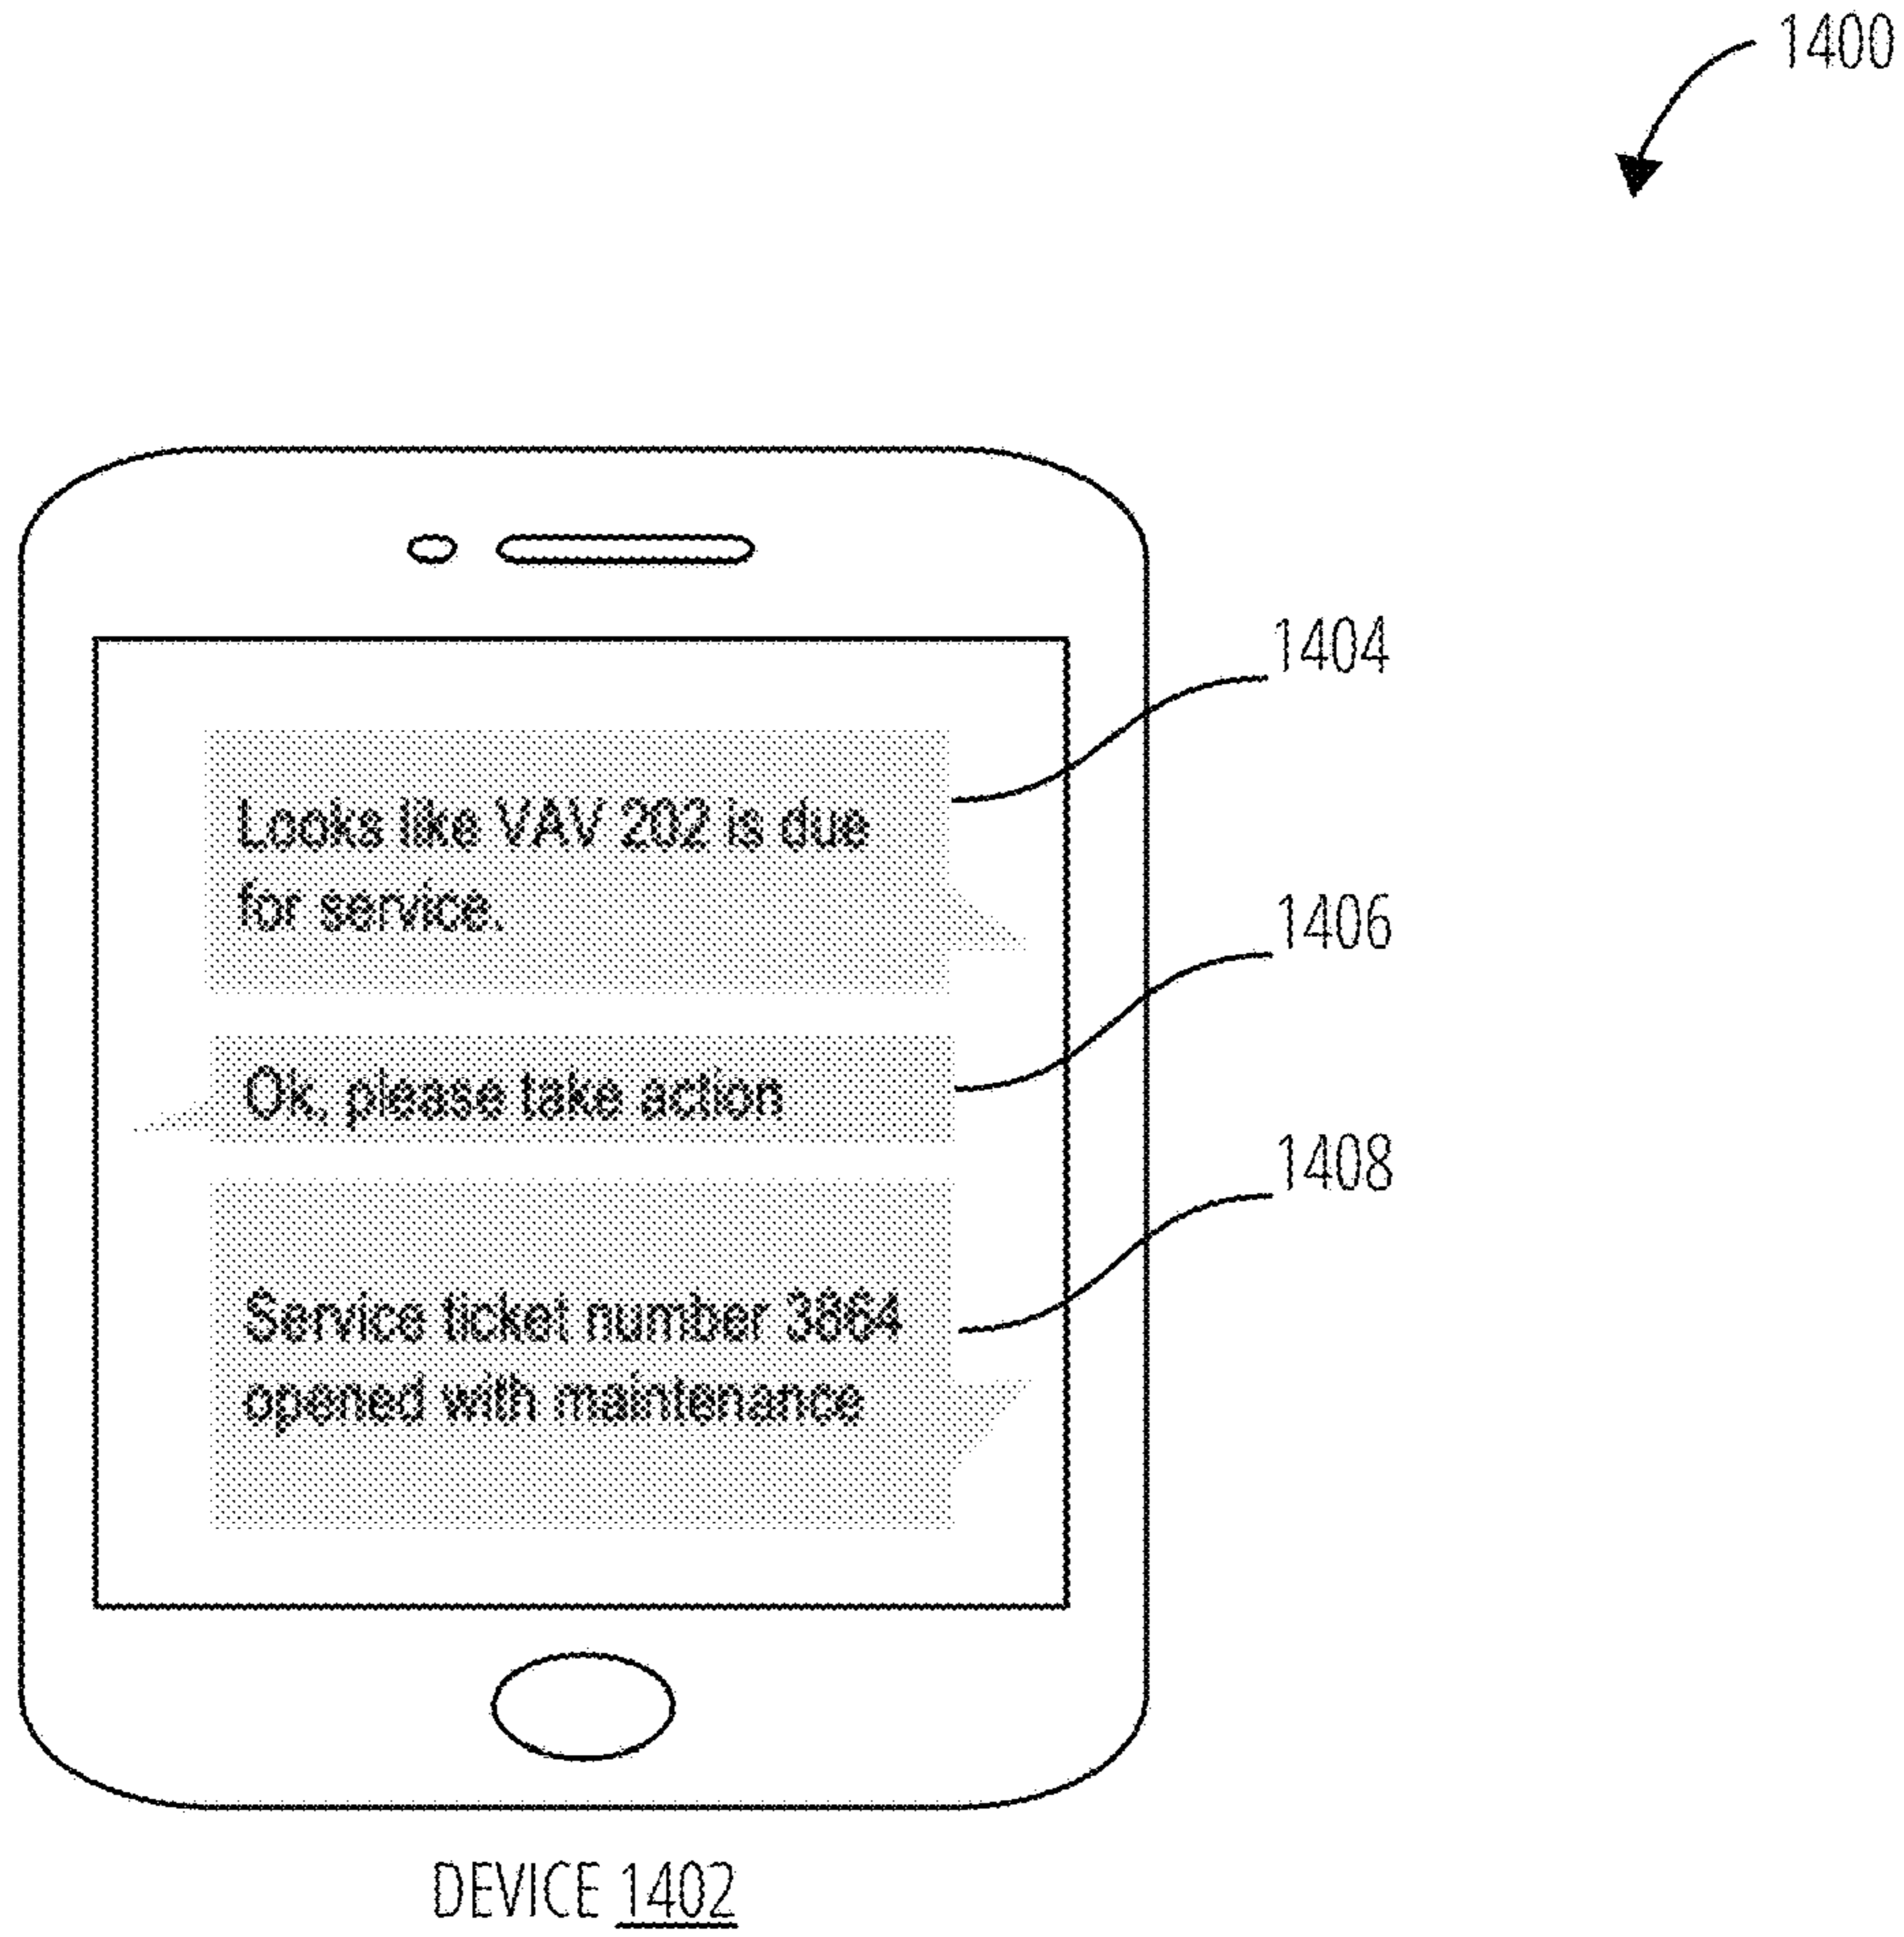 1400
1404
Looks like VAV 202 is due
for service.
1406
Ok, please take action
1408
Service ticket number 3864
opened with maintenance
DEVICE 1402